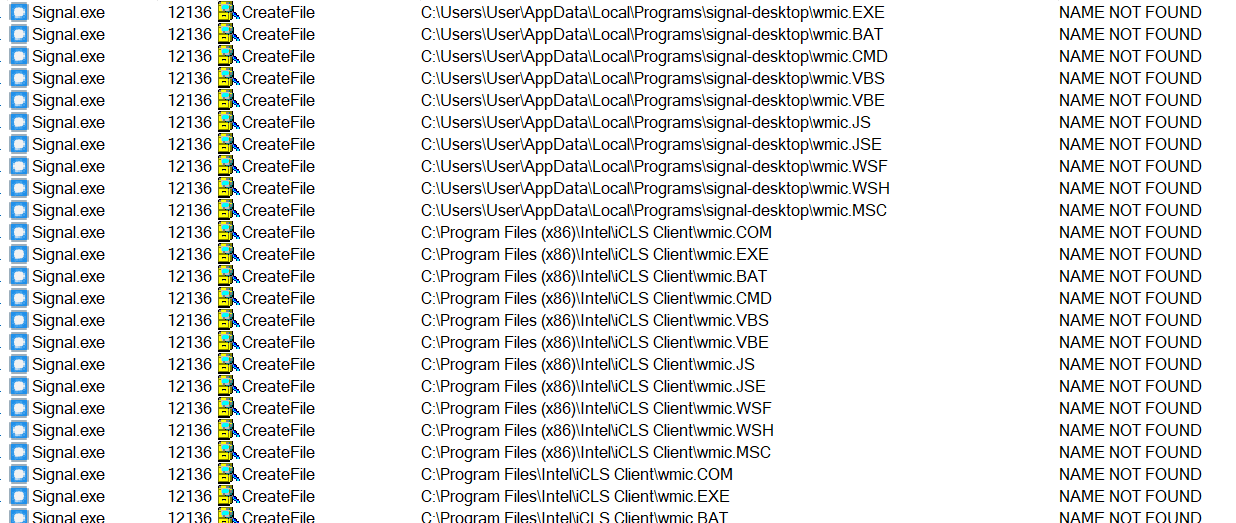 Signal.exe 12136 CreateFile C:\Users\User\AppData\Local\Programs\signal-desktop\wmic.EXE NAME NOT FOUND
Signal.exe 12136 CreateFile C:\Users\User\AppData\Local\Programs\signal-desktop\wmic.BAT NAME NOT FOUND
Signal.exe 12136 CreateFile C:\Users\User\AppData\Local\Programs\signal-desktop\wmic.CMD NAME NOT FOUND
Signal.exe 12136 CreateFile C:\Users\User\AppData\Local\Programs\signal-desktop\wmic.VBS NAME NOT FOUND
Signal.exe 12136 CreateFile C:\Users\User\AppData\Local\Programs\signal-desktop\wmic.VBE NAME NOT FOUND
Signal.exe 12136 CreateFile C:\Users\User\AppData\Local\Programs\signal-desktop\wmic.JS NAME NOT FOUND
Signal.exe 12136 CreateFile C:\Users\User\AppData\Local\Programs\signal-desktop\wmic.JSE NAME NOT FOUND
Signal.exe 12136 CreateFile C:\Users\User\AppData\Local\Programs\signal-desktop\wmic.WSF NAME NOT FOUND
Signal.exe 12136 CreateFile C:\Users\User\AppData\Local\Programs\signal-desktop\wmic.WSH NAME NOT FOUND
Signal.exe 12136 CreateFile C:\Users\User\AppData\Local\Programs\signal-desktop\wmic.MSC NAME NOT FOUND
Signal.exe 12136 CreateFile C:\Program Files (x86)\Intel\iCLS Client\wmic.COM NAME NOT FOUND
Signal.exe 12136 CreateFile C:\Program Files (x86)\Intel\iCLS Client\wmic.EXE NAME NOT FOUND
Signal.exe 12136 CreateFile C:\Program Files (x86)\Intel\iCLS Client\wmic.BAT NAME NOT FOUND
Signal.exe 12136 CreateFile C:\Program Files (x86)\Intel\iCLS Client\wmic.CMD NAME NOT FOUND
Signal.exe 12136 CreateFile C:\Program Files (x86)\Intel\iCLS Client\wmic.VBS NAME NOT FOUND
Signal.exe 12136 CreateFile C:\Program Files (x86)\Intel\iCLS Client\wmic.VBE NAME NOT FOUND
Signal.exe 12136 CreateFile C:\Program Files (x86)\Intel\iCLS Client\wmic.JS NAME NOT FOUND
Signal.exe 12136 CreateFile C:\Program Files (x86)\Intel\iCLS Client\wmic.JSE NAME NOT FOUND
Signal.exe 12136 CreateFile C:\Program Files (x86)\Intel\iCLS Client\wmic.WSF NAME NOT FOUND
Signal.exe 12136 CreateFile C:\Program Files (x86)\Intel\iCLS Client\wmic.WSH NAME NOT FOUND
Signal.exe 12136 CreateFile C:\Program Files (x86)\Intel\iCLS Client\wmic.MSC NAME NOT FOUND
Signal.exe 12136 CreateFile C:\Program Files\Intel\iCLS Client\wmic.COM NAME NOT FOUND
Signal.exe 12136 CreateFile C:\Program Files\Intel\iCLS Client\wmic.EXE NAME NOT FOUND
Signal.exe 12136 CreateFile C:\Program Files\Intel\iCLS Client\wmic.BAT NAME NOT FOUND